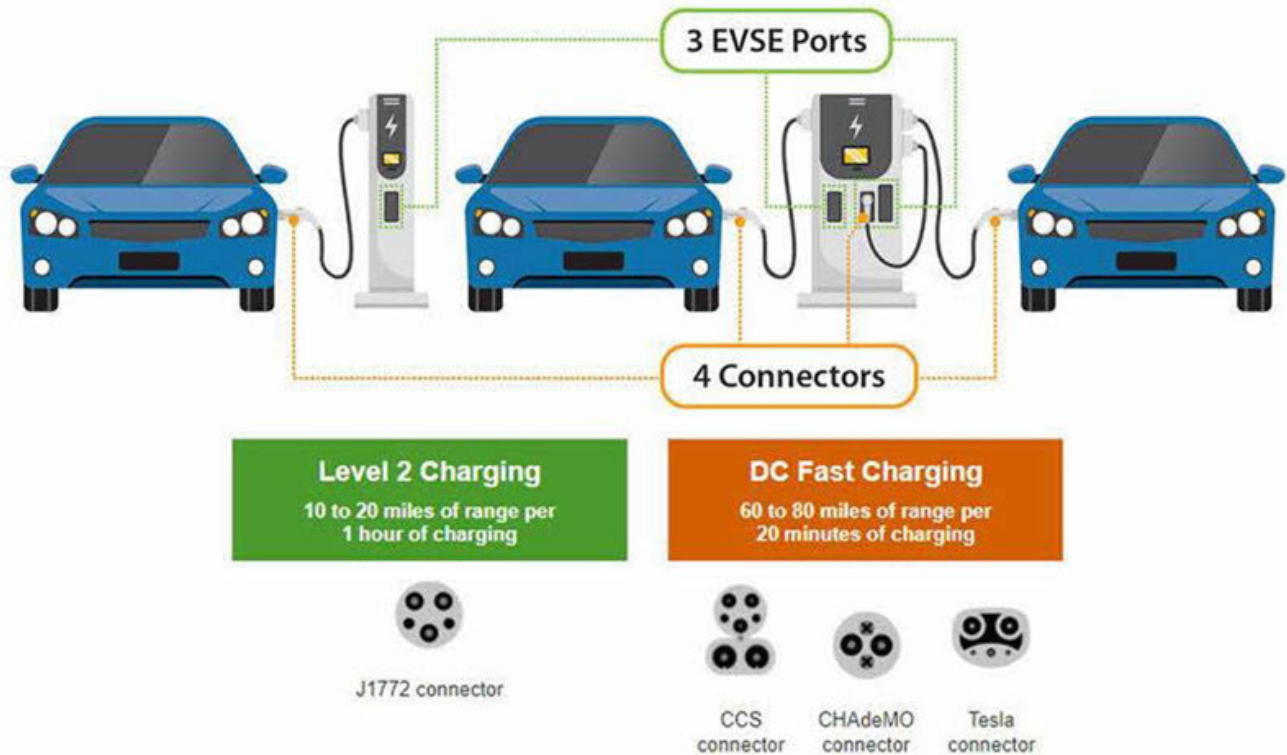 3 EVSE Ports
4 Connectors
Level 2 Charging
10 to 20 miles of range per
1 hour of charging
DC Fast Charging
60 to 80 miles of range per
20 minutes of charging
J1772 connector
CCS
connector
CHAdeMO
connector
Tesla
connector